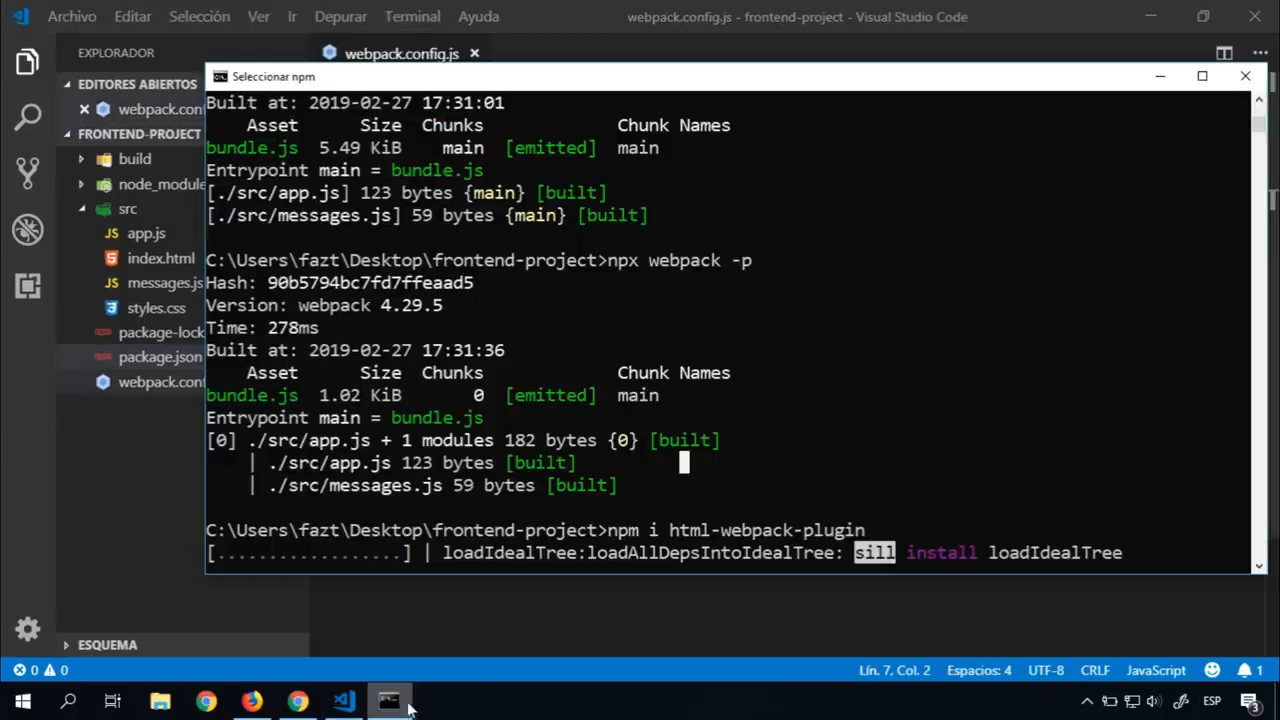 Archivo Editar Selección Ver Ir Depurar Terminal Ayuda webpack.config.js - frontend-project - Visual Studio Code
EXPLORADOR webpack.config.js
EDITORES ABIERTOS
webpack.con
FRONTEND-PROJECT
build
node_module
src
app.js
index.html
messages.js
styles.css
package-lock
package.json
webpack.conf
ESQUEMA
Seleccionar npm
Built at: 2019-02-27 17:31:01
Asset Size Chunks Chunk Names
bundle.js 5.49 KiB main [emitted] main
Entrypoint main = bundle.js
[./src/app.js] 123 bytes {main} [built]
[./src/messages.js] 59 bytes {main} [built]
C:\Users\fazt\Desktop\frontend-project>npx webpack -p
Hash: 90b5794bc7fd7ffeaad5
Version: webpack 4.29.5
Time: 278ms
Built at: 2019-02-27 17:31:36
Asset Size Chunks Chunk Names
bundle.js 1.02 KiB 0 [emitted] main
Entrypoint main = bundle.js
[0] ./src/app.js + 1 modules 182 bytes {0} [built]
| ./src/app.js 123 bytes [built]
| ./src/messages.js 59 bytes [built]
C:\Users\fazt\Desktop\frontend-project>npm i html-webpack-plugin
[..................] | loadIdealTree:loadAllDepsIntoIdealTree: sill install loadIdealTree
0 0 Lín. 7, Col. 2 Espacios: 4 UTF-8 CRLF JavaScript 1
ESP 3